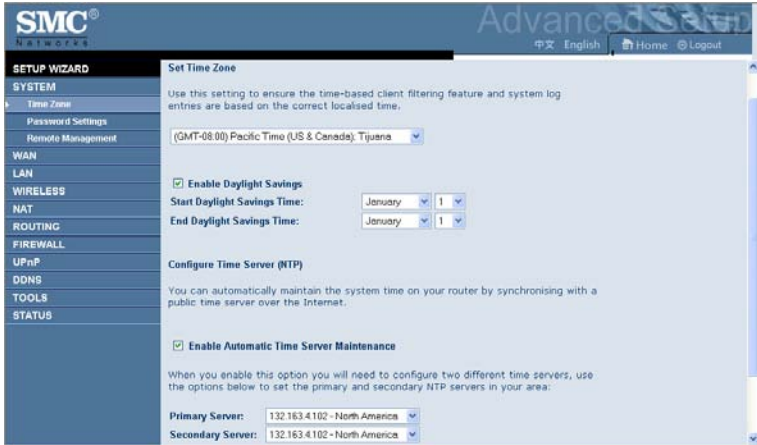 SMC®
Networks
Advanced Setup
中文 English Home Logout
SETUP WIZARD
SYSTEM
Time Zone
Password Settings
Remote Management
WAN
LAN
WIRELESS
NAT
ROUTING
FIREWALL
UPnP
DDNS
TOOLS
STATUS
Set Time Zone
Use this setting to ensure the time-based client filtering feature and system log
entries are based on the correct localised time.
(GMT-08:00) Pacific Time (US & Canada); Tijuana
Enable Daylight Savings
Start Daylight Savings Time: January 1
End Daylight Savings Time: January 1
Configure Time Server (NTP)
You can automatically maintain the system time on your router by synchronising with a
public time server over the Internet.
Enable Automatic Time Server Maintenance
When you enable this option you will need to configure two different time servers, use
the options below to set the primary and secondary NTP servers in your area:
Primary Server: 132.163.4.102 - North America
Secondary Server: 132.163.4.102 - North America